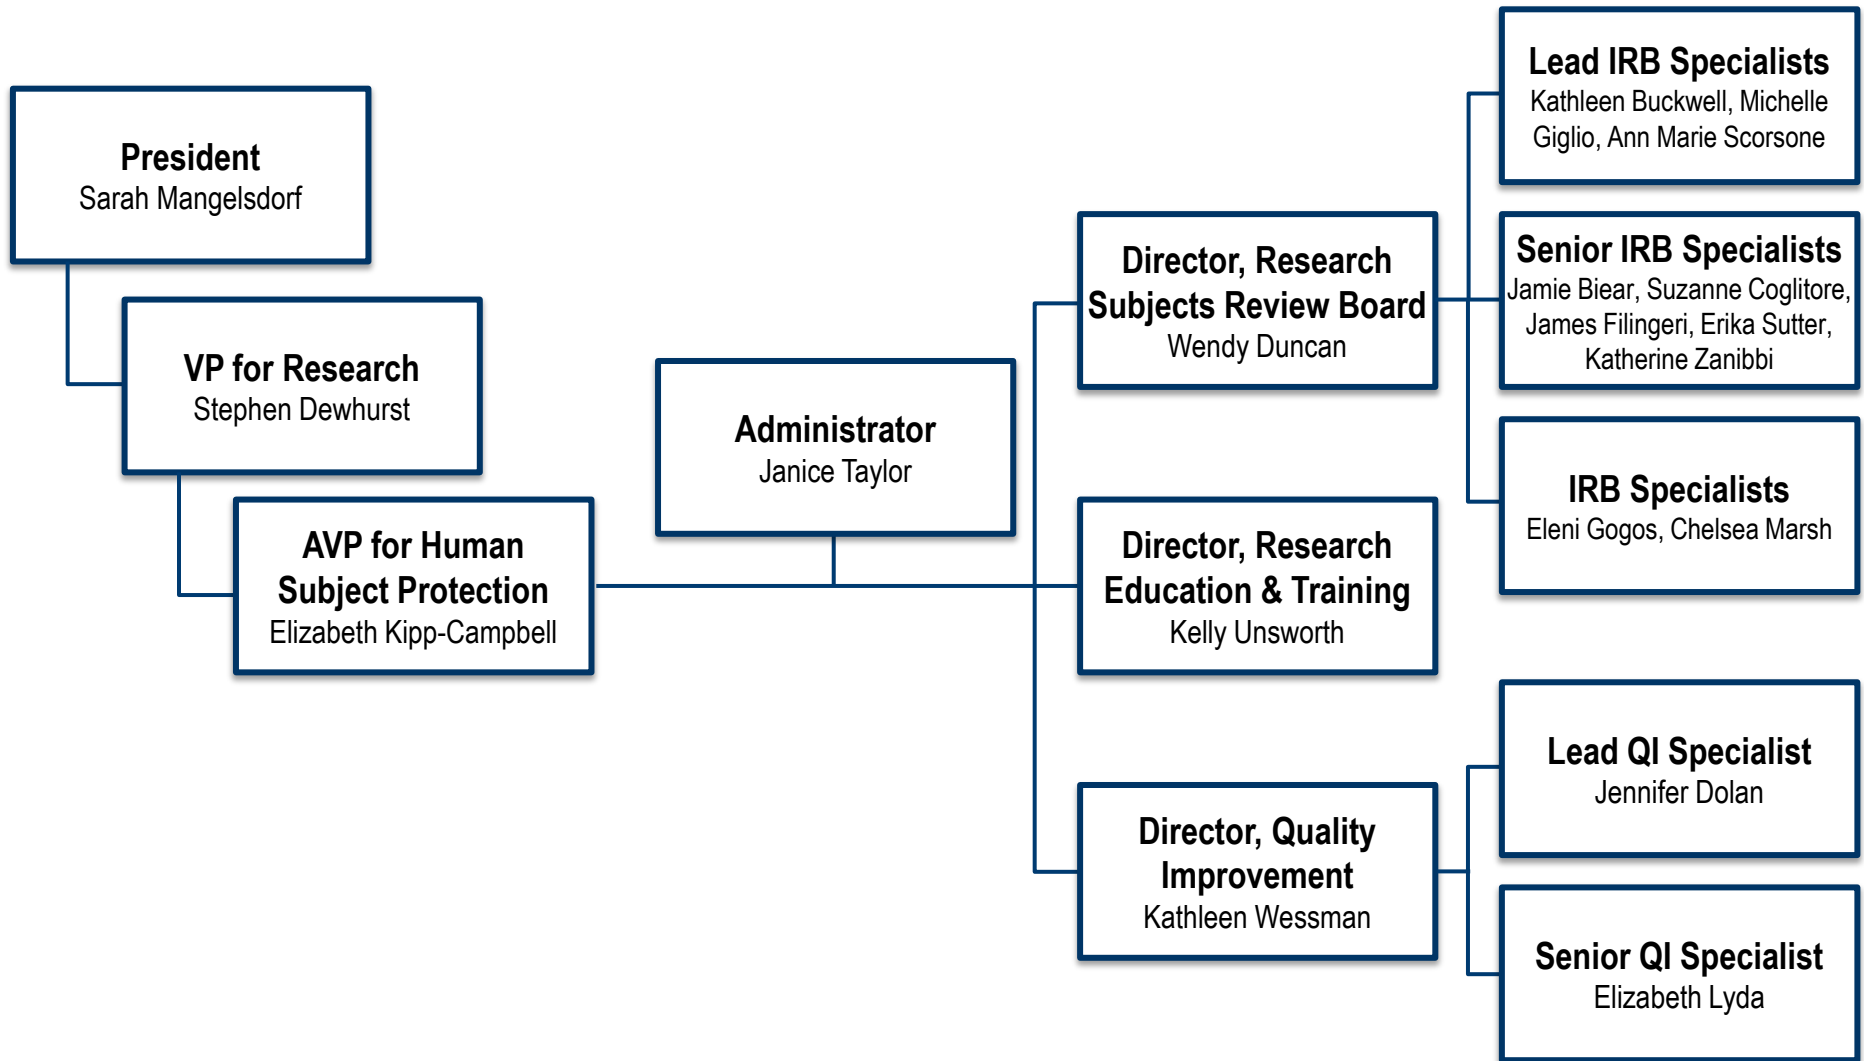 President
Sarah Mangelsdorf
VP for Research
Stephen Dewhurst
AVP for Human
Subject Protection
Elizabeth Kipp-Campbell
Administrator
Janice Taylor
Director, Research
Subjects Review Board
Wendy Duncan
Director, Research
Education & Training
Kelly Unsworth
Director, Quality
Improvement
Kathleen Wessman
Lead IRB Specialists
Kathleen Buckwell, Michelle
Giglio, Ann Marie Scorsone
Senior IRB Specialists
Jamie Biear, Suzanne Coglitore,
James Filingeri, Erika Sutter,
Katherine Zanibbi
IRB Specialists
Eleni Gogos, Chelsea Marsh
Lead QI Specialist
Jennifer Dolan
Senior QI Specialist
Elizabeth Lyda